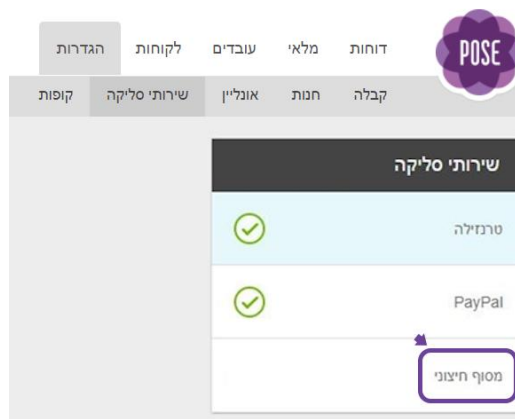 POSE
דוחות מלאי עובדים לקוחות הגדרות
קבלה חנות אונליין שירותי סליקה קופות
שירותי סליקה
טרנזילה
PayPal
מסוף חיצוני